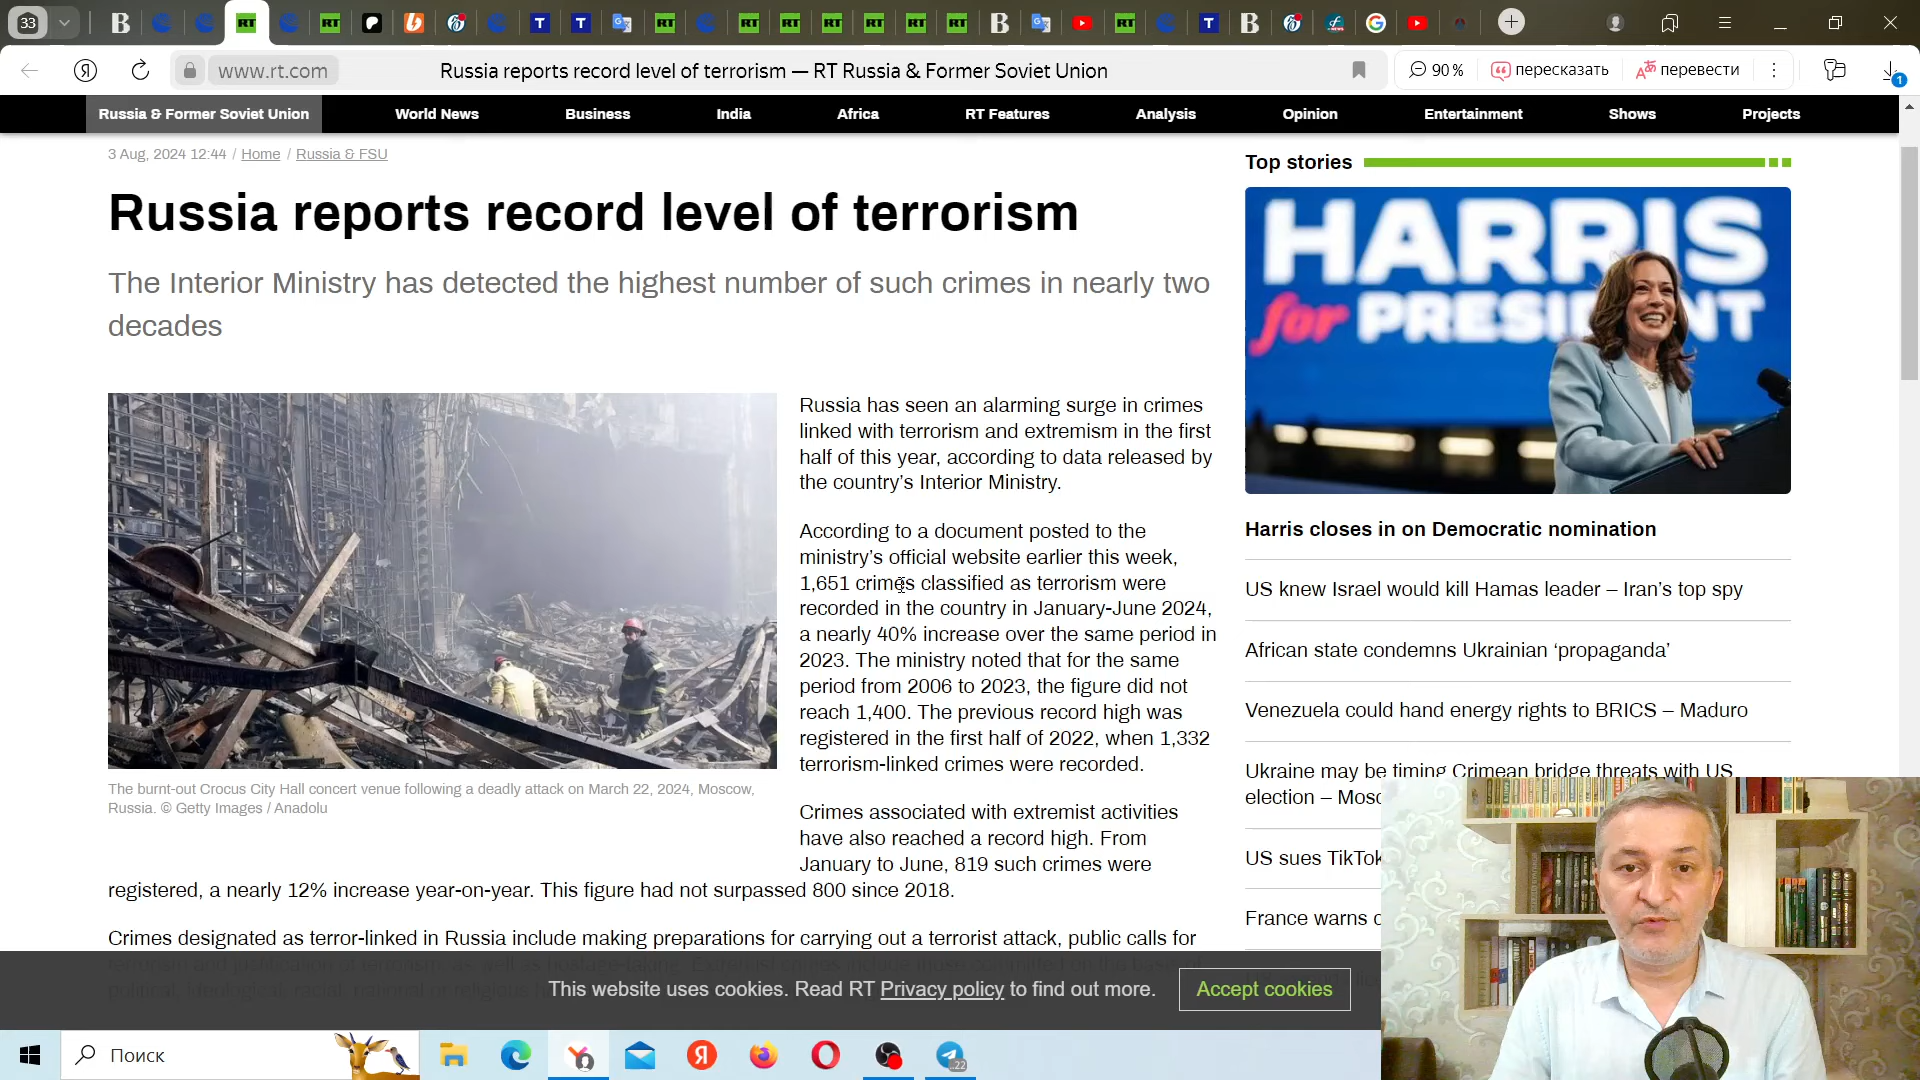 33
www.rt.com
Russia reports record level of terrorism — RT Russia & Former Soviet Union
90 %
пересказать
перевести
1
Russia & Former Soviet Union
World News
Business
India
Africa
RT Features
Analysis
Opinion
Entertainment
Shows
Projects
3 Aug, 2024 12:44 / Home / Russia & FSU
Russia reports record level of terrorism
The Interior Ministry has detected the highest number of such crimes in nearly two
decades
The burnt-out Crocus City Hall concert venue following a deadly attack on March 22, 2024, Moscow,
Russia. © Getty Images / Anadolu
Russia has seen an alarming surge in crimes
linked with terrorism and extremism in the first
half of this year, according to data released by
the country's Interior Ministry.
According to a document posted to the
ministry's official website earlier this week,
1,651 crimes classified as terrorism were
recorded in the country in January-June 2024,
a nearly 40% increase over the same period in
2023. The ministry noted that for the same
period from 2006 to 2023, the figure did not
reach 1,400. The previous record high was
registered in the first half of 2022, when 1,332
terrorism-linked crimes were recorded.
Crimes associated with extremist activities
have also reached a record high. From
January to June, 819 such crimes were
registered, a nearly 12% increase year-on-year. This figure had not surpassed 800 since 2018.
Crimes designated as terror-linked in Russia include making preparations for carrying out a terrorist attack, public calls for
Top stories
HARRIS
for PRESIDENT
Harris closes in on Democratic nomination
US knew Israel would kill Hamas leader – Iran's top spy
African state condemns Ukrainian 'propaganda'
Venezuela could hand energy rights to BRICS – Maduro
Ukraine may be timing Crimean bridge threats with US
election – Mosc
US sues TikTok
France warns
This website uses cookies. Read RT Privacy policy to find out more.
Accept cookies
Поиск
22